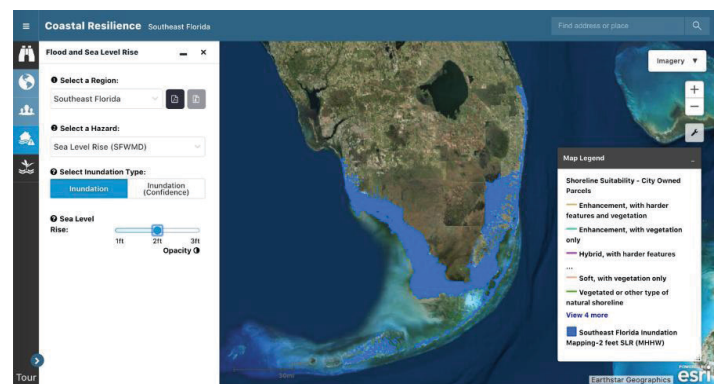 Coastal Resilience Southeast Florida
Find address or place
Flood and Sea Level Rise
Select a Region:
Southeast Florida
Select a Hazard:
Sea Level Rise (SFWMD)
Select Inundation Type:
Inundation
Inundation
(Confidence)
Sea Level
Rise:
1ft 2ft 3ft
Opacity
Tour
Imagery
Map Legend
Shoreline Suitability - City Owned
Parcels
Enhancement, with harder
features and vegetation
Enhancement, with vegetation
only
Hybrid, with harder features
...
Soft, with vegetation only
Vegetated or other type of
natural shoreline
View 4 more
Southeast Florida Inundation
Mapping-2 feet SLR (MHHW)
Earthstar Geographics
esri